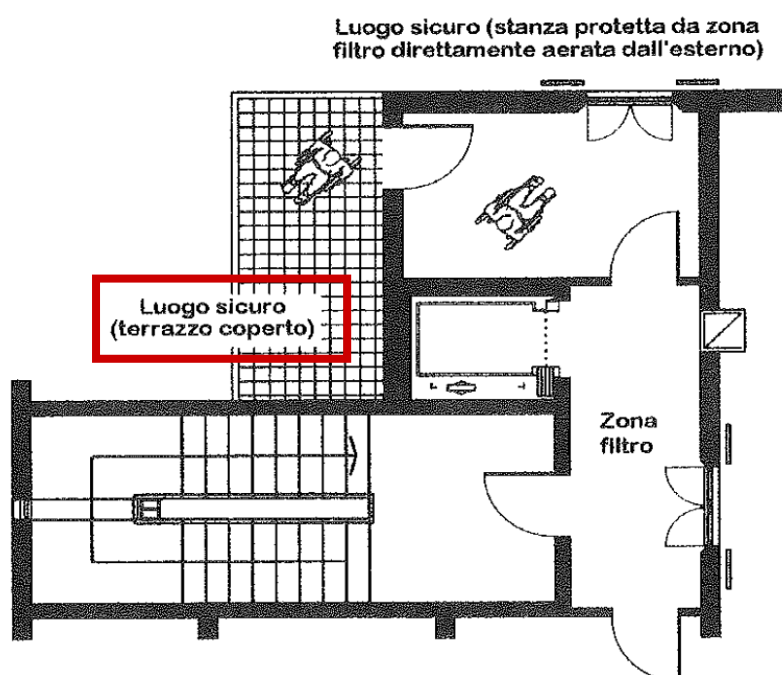 Luogo sicuro (stanza protetta da zona
filtro direttamente aerata dall'esterno)
Luogo sicuro
(terrazzo coperto)
Zona
filtro